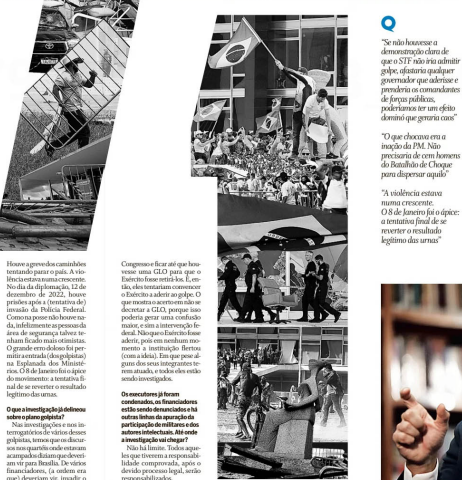 Houve a greve dos caminhões
tentando parar o país. A vio-
lência estava numa crescente.
No dia da diplomação, 12 de
dezembro de 2022, houve
prisões após a (tentativa de)
invasão da Polícia Federal.
Como na posse não houve na-
da, infelizmente as pessoas da
área de segurança talvez te-
nham ficado mais otimistas.
O grande erro doloso foi per-
mitir a entrada (dos golpistas)
na Esplanada dos Ministé-
rios. O 8 de Janeiro foi o ápice
do movimento: a tentativa fi-
nal de se reverter o resultado
legítimo das urnas.
O que a investigação já delineou
sobre o plano golpista?
Nas investigações e nos in-
terrogatórios de vários desses
golpistas, temos que os discur-
sos nos quartéis onde estavam
acampados diziam que deveri-
am vir para Brasília. De vários
financiadores, (a ordem era
que) deveriam vir, invadir o
Congresso e ficar até que hou-
vesse uma GLO para que o
Exército fosse retirá-los. E, en-
tão, eles tentariam convencer
o Exército a aderir ao golpe. O
que mostra o acerto em não se
decretar a GLO, porque isso
poderia gerar uma confusão
maior, e sim a intervenção fe-
deral. Não que o Exército fosse
aderir, pois em nenhum mo-
mento a instituição flertou
(com a ideia). Em que pese al-
guns dos seus integrantes te-
rem atuado, e todos eles estão
sendo investigados.
Os executores já foram
condenados, os financiadores
estão sendo denunciados e há
outras linhas da apuração da
participação de militares e dos
autores intelectuais. Até onde
a investigação vai chegar?
Não há limite. Todos aque-
les que tiverem a responsabi-
lidade comprovada, após o
devido processo legal, serão
responsabilizados.
“Se não houvesse a
demonstração clara de
que o STF não iria admitir
golpe, afastaria qualquer
governador que aderisse e
prenderia os comandantes
de forças públicas,
poderíamos ter um efeito
dominó que geraria caos”
“O que chocava era a
inação da PM. Não
precisaria de cem homens
do Batalhão de Choque
para dispersar aquilo”
“A violência estava
numa crescente.
O 8 de Janeiro foi o ápice:
a tentativa final de se
reverter o resultado
legítimo das urnas”